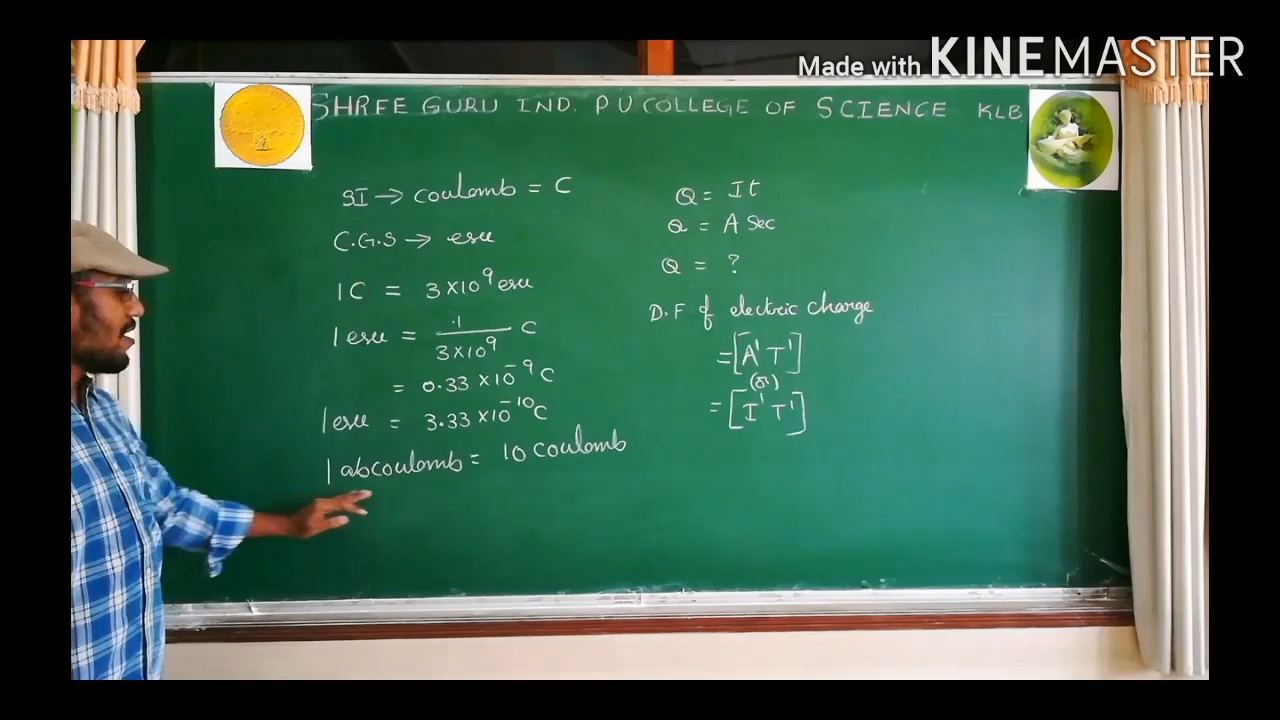 Made with KINEMASTER
SHREE GURU IND. PU COLLEGE OF SCIENCE KLB
SI → coulomb = C
C.G.S → esu
1C = 3×10⁹ esu
1 esu = 1/3×10⁹ C
= 0.33 ×10⁻⁹ C
1 esu = 3.33×10⁻¹⁰C
1 abcoulomb = 10 coulomb
Q = It
Q = A Sec
Q = ?
D.F of electric charge
= [A¹ T¹]
(or)
= [I¹ T¹]